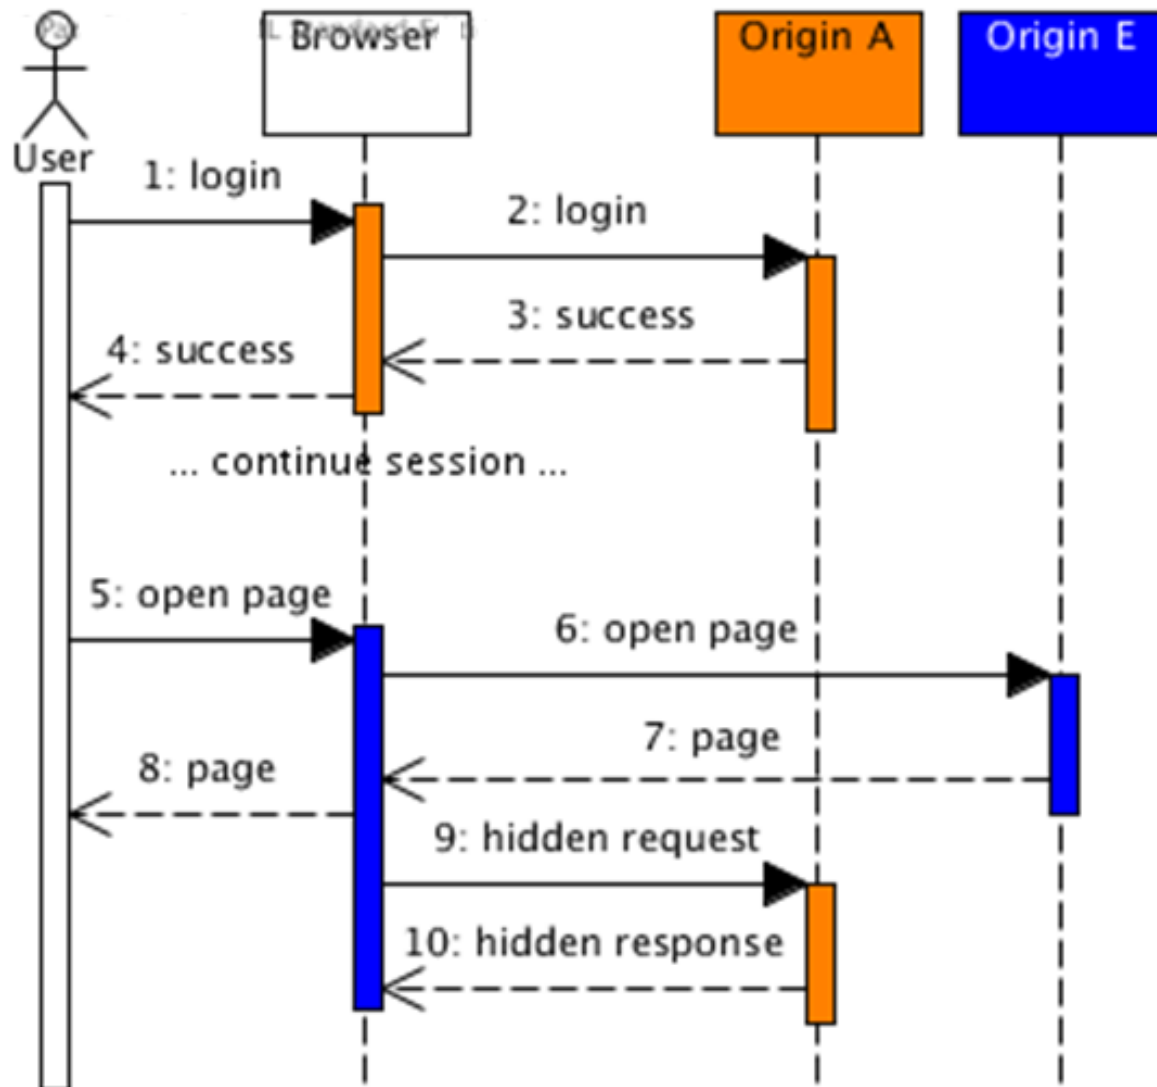 Browser
Origin A
Origin E
User
1: login
2: login
3: success
4: success
... continue session ...
5: open page
6: open page
7: page
8: page
9: hidden request
10: hidden response